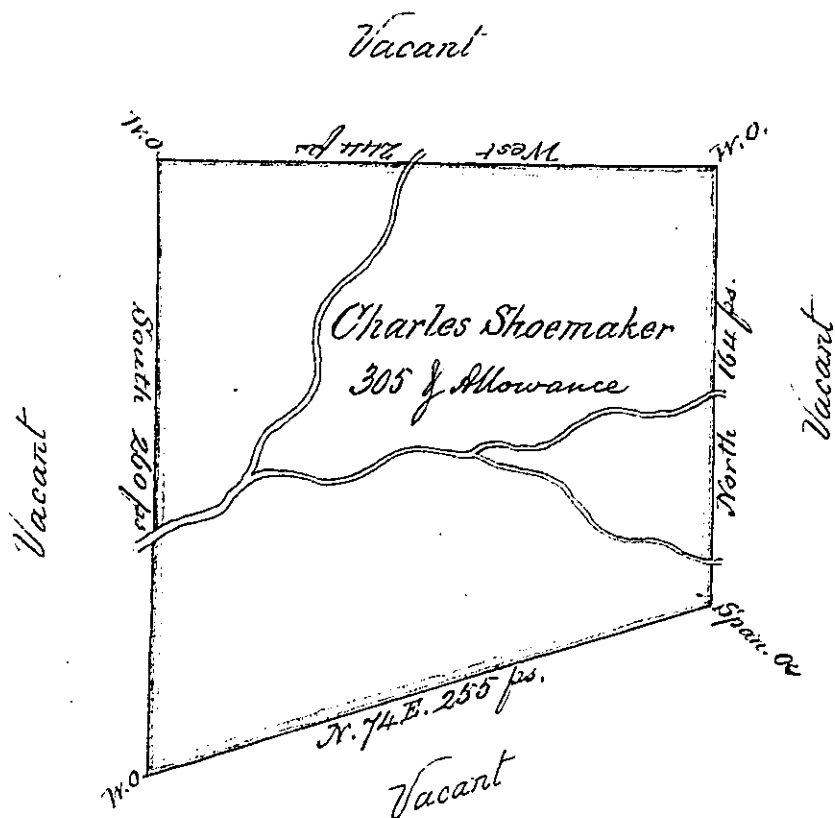 Vacant
W.O.
West 244 ps
W.O.
Charles Shoemaker
305 & Allowance
South 260 ps
North 164 ps.
Vacant
Vacant
Span. Oc
N. 74 E. 255 ps.
W.O
Vacant